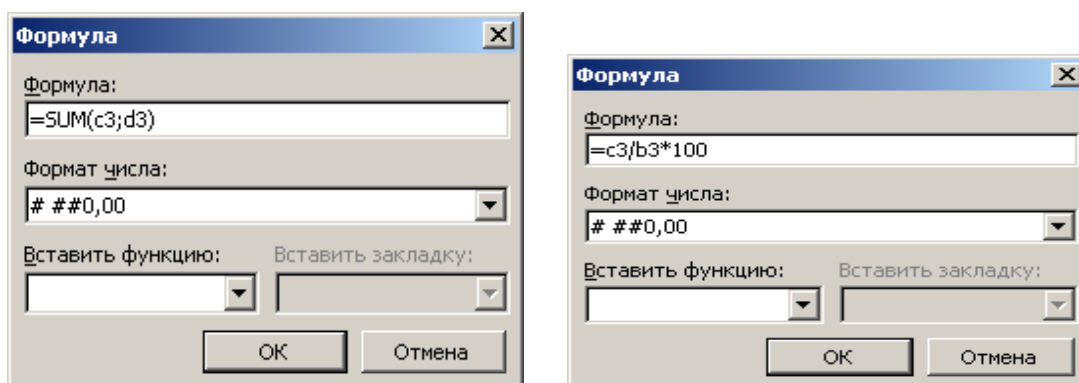 Формула
Формула:
=SUM(c3;d3)
Формат числа:
# ##0,00
Вставить функцию: Вставить закладку:
ОК Отмена
Формула
Формула:
=c3/b3*100
Формат числа:
# ##0,00
Вставить функцию: Вставить закладку:
ОК Отмена